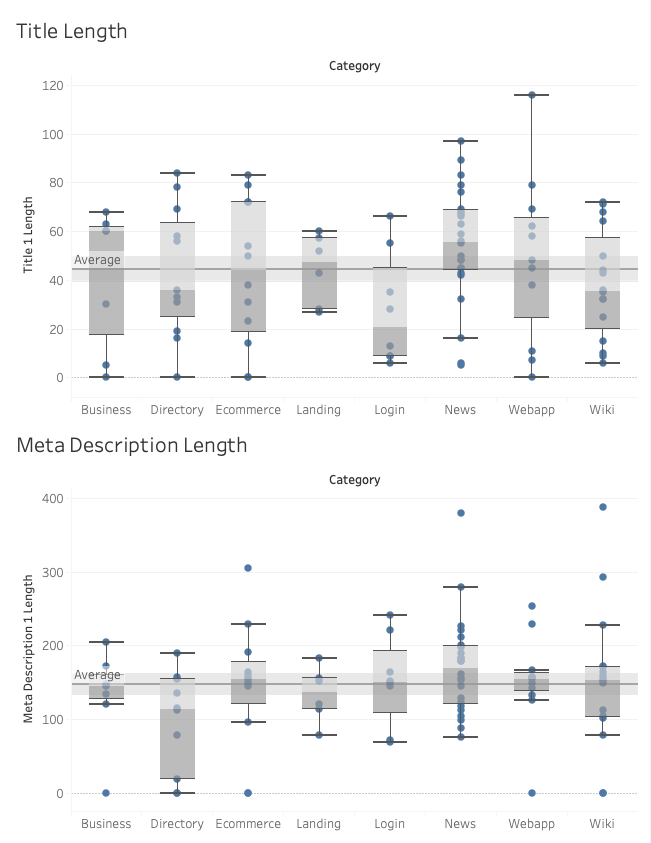 Title Length
Category
120
100
80
60
40
20
0
Title 1 Length
Average
Business Directory Ecommerce Landing Login News Webapp Wiki
Meta Description Length
Category
400
300
200
100
0
Meta Description 1 Length
Average
Business Directory Ecommerce Landing Login News Webapp Wiki